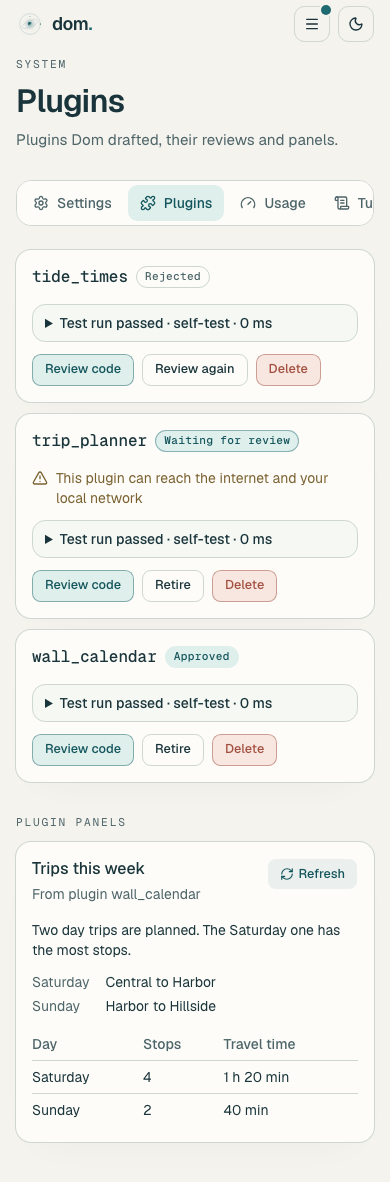 dom.
SYSTEM
Plugins
Plugins Dom drafted, their reviews and panels.
Settings Plugins Usage Tu
tide_times Rejected
Test run passed · self-test · 0 ms
Review code Review again Delete
trip_planner Waiting for review
This plugin can reach the internet and your
local network
Test run passed · self-test · 0 ms
Review code Retire Delete
wall_calendar Approved
Test run passed · self-test · 0 ms
Review code Retire Delete
PLUGIN PANELS
Trips this week
Refresh
From plugin wall_calendar
Two day trips are planned. The Saturday one has
the most stops.
Saturday Central to Harbor
Sunday Harbor to Hillside
Day Stops Travel time
Saturday 4 1 h 20 min
Sunday 2 40 min